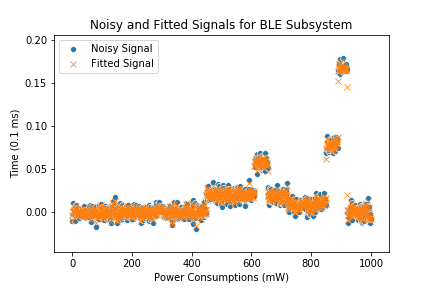 Noisy and Fitted Signals for BLE Subsystem
Noisy Signal
Fitted Signal
0.20
0.15
0.10
0.05
0.00
Time (0.1 ms)
0 200 400 600 800 1000
Power Consumptions (mW)